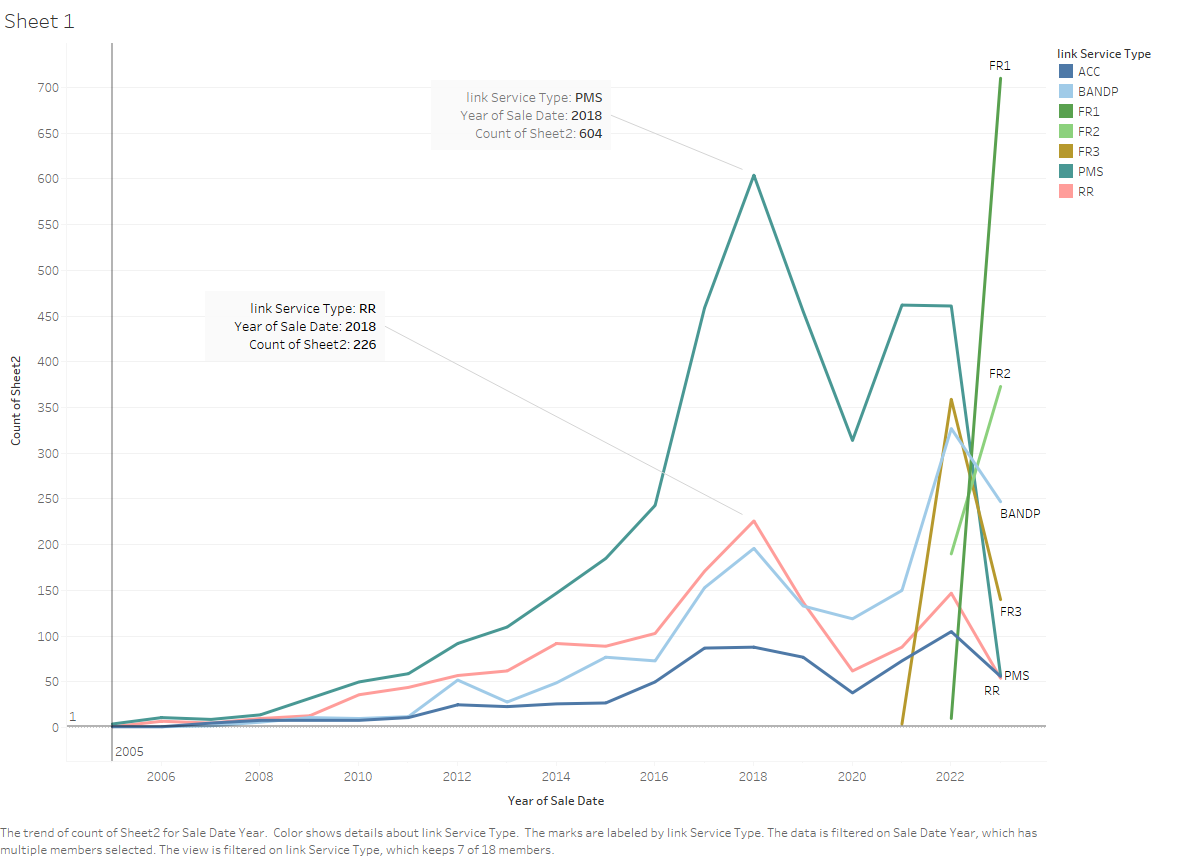 Sheet 1
link Service Type
ACC
BANDP
FR1
FR2
FR3
PMS
RR
FR1
link Service Type: PMS
Year of Sale Date: 2018
Count of Sheet2: 604
link Service Type: RR
Year of Sale Date: 2018
Count of Sheet2: 226
FR2
BANDP
FR3
PMS
RR
Count of Sheet2
700
650
600
550
500
450
400
350
300
250
200
150
100
50
0
1
2005
2006 2008 2010 2012 2014 2016 2018 2020 2022
Year of Sale Date
The trend of count of Sheet2 for Sale Date Year. Color shows details about link Service Type. The marks are labeled by link Service Type. The data is filtered on Sale Date Year, which has
multiple members selected. The view is filtered on link Service Type, which keeps 7 of 18 members.